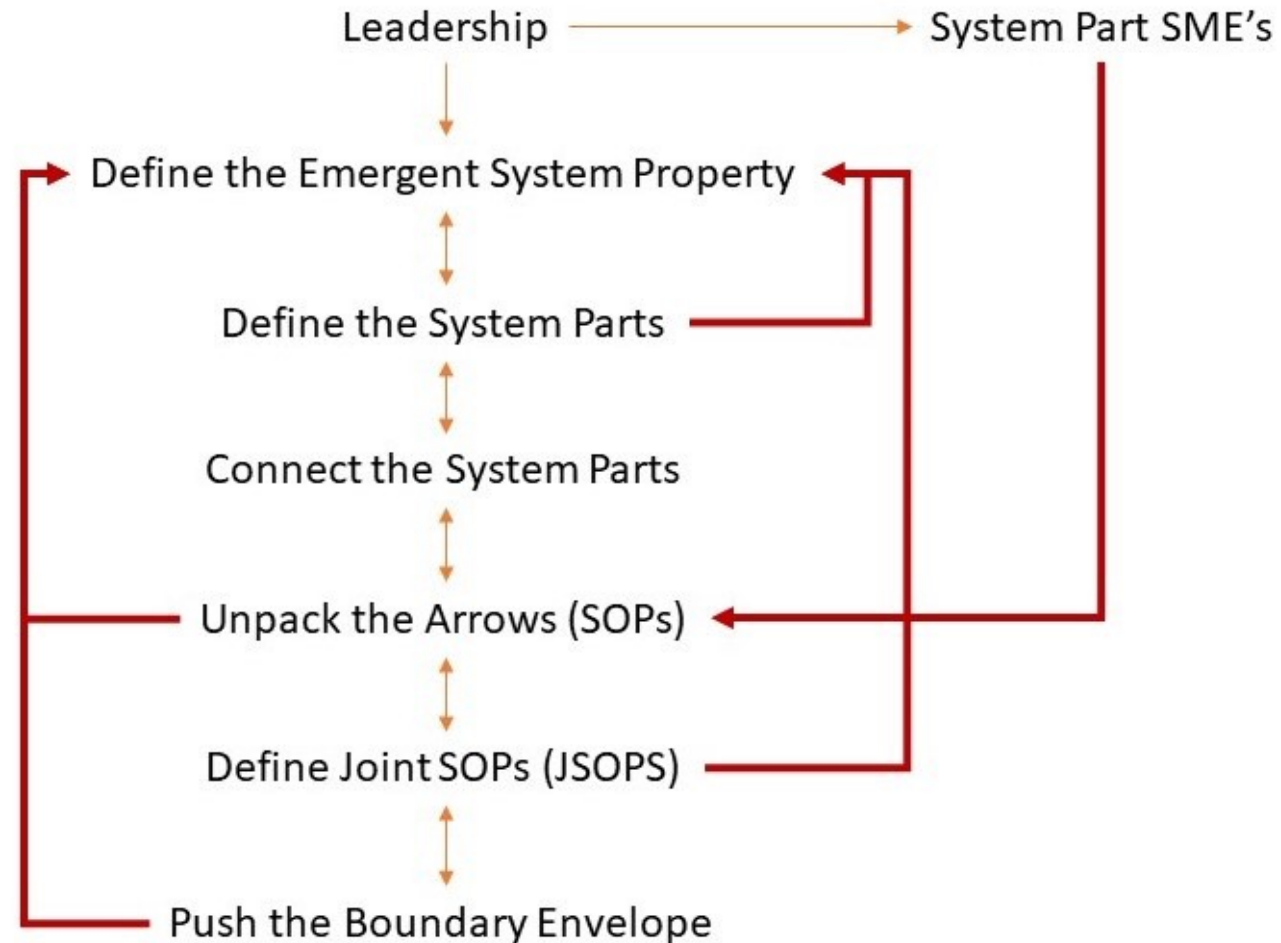 Leadership
System Part SME's
Define the Emergent System Property
Define the System Parts
Connect the System Parts
Unpack the Arrows (SOPs)
Define Joint SOPs (JSOPS)
Push the Boundary Envelope